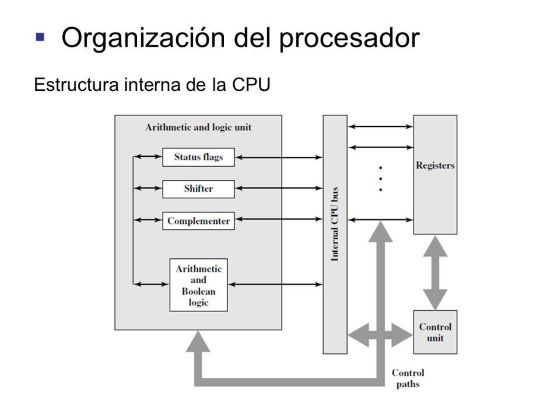 Organización del procesador
Estructura interna de la CPU
Arithmetic and logic unit
Status flags
Shifter
Complementer
Arithmetic
and
Boolean
logic
Internal CPU bus
Registers
Control
unit
Control
paths